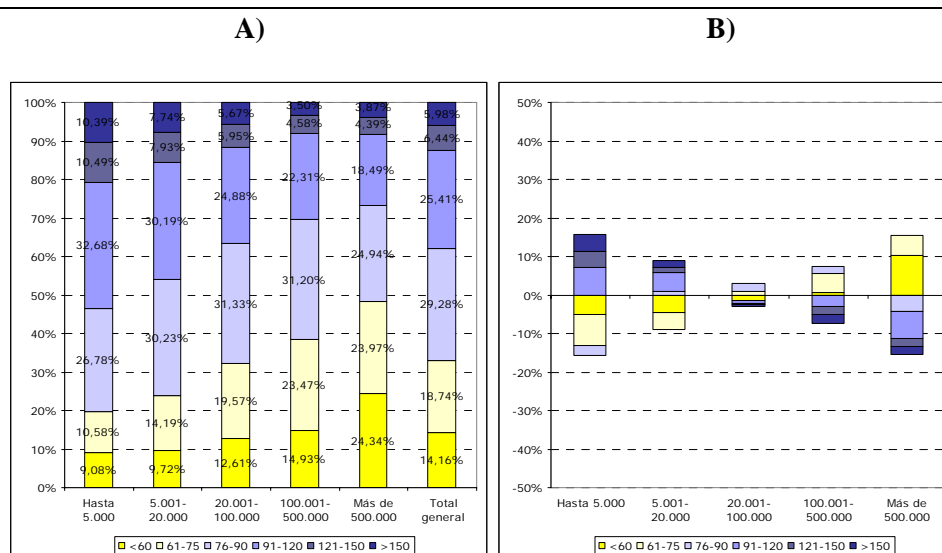 A) B)
100%
90%
80%
70%
60%
50%
40%
30%
20%
10%
0%
10,39% 7,74% 5,67% 3,50% 3,87% 5,98%
10,49% 7,93% 5,95% 4,58% 4,39% 6,44%
32,68% 30,19% 24,88% 22,31% 18,49% 25,41%
26,78% 30,23% 31,33% 31,20% 24,94% 29,28%
10,58% 14,19% 19,57% 23,47% 23,97% 18,74%
9,08% 9,72% 12,61% 14,93% 24,34% 14,16%
Hasta 5.000
5.001-20.000
20.001-100.000
100.001-500.000
Más de 500.000
Total general
<60 61-75 76-90 91-120 121-150 >150
50%
40%
30%
20%
10%
0%
-10%
-20%
-30%
-40%
-50%
Hasta 5.000
5.001-20.000
20.001-100.000
100.001-500.000
Más de 500.000
<60 61-75 76-90 91-120 121-150 >150